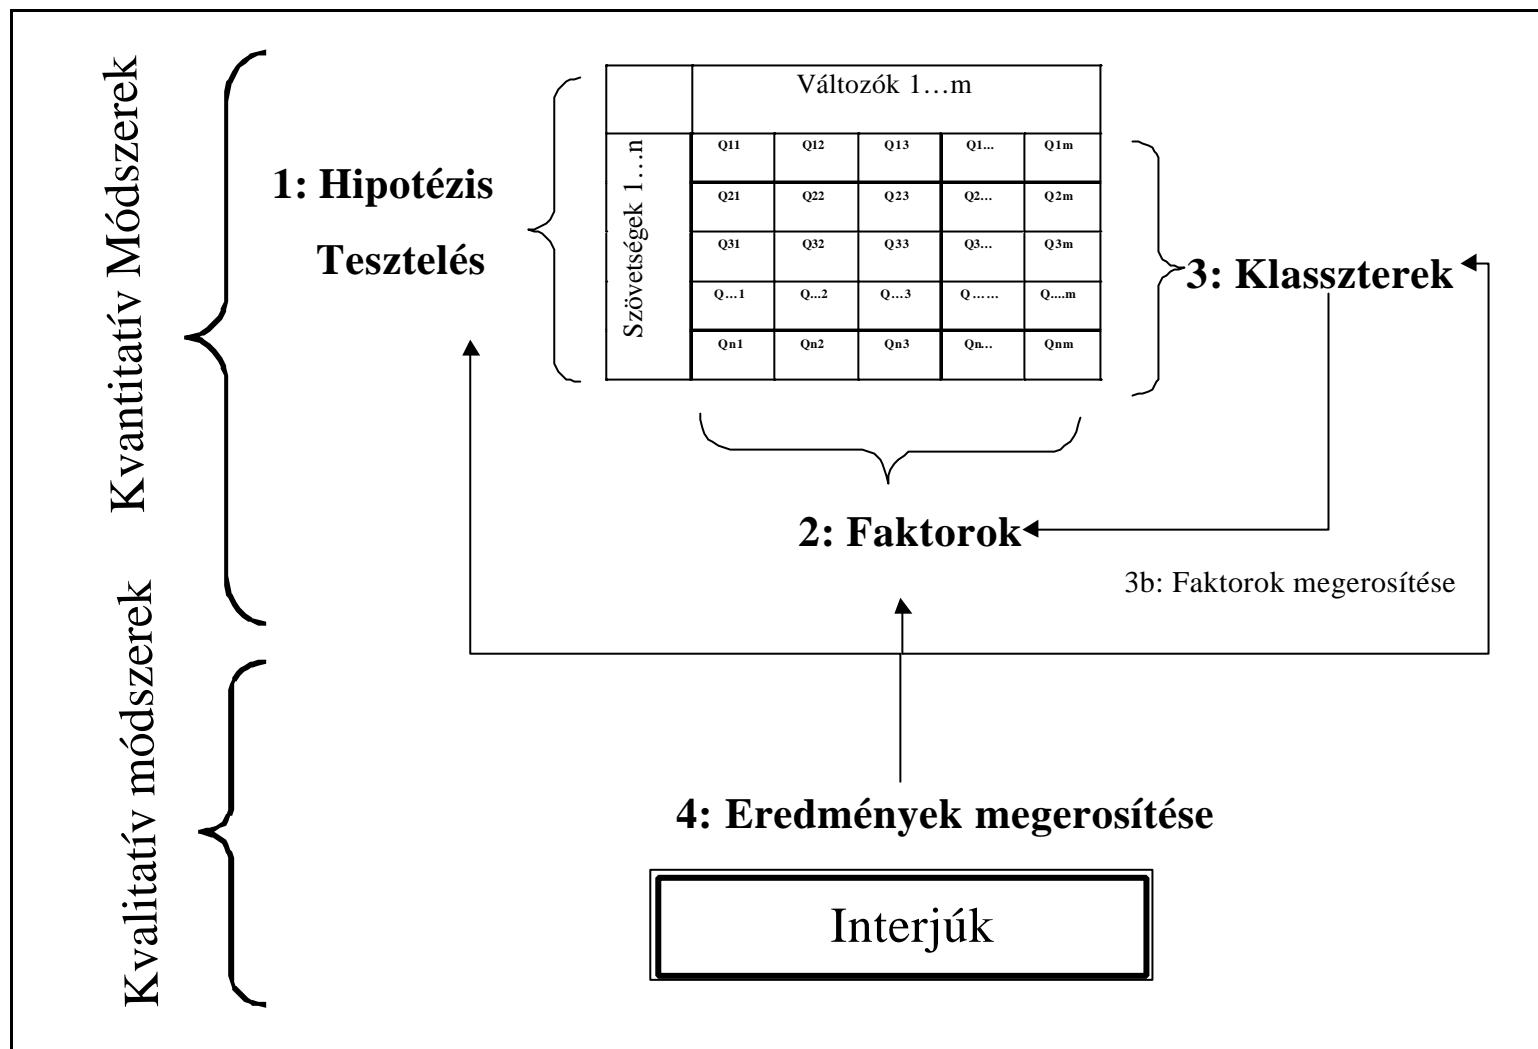 Kvantitatív Módszerek
Változók 1…m
Szövetségek 1…n
Q11 Q12 Q13 Q1... Q1m
Q21 Q22 Q23 Q2… Q2m
Q31 Q32 Q33 Q3… Q3m
Q…1 Q...2 Q…3 Q…… Q....m
Qn1 Qn2 Qn3 Qn... Qnm
1: Hipotézis
Tesztelés
3: Klasszterek
2: Faktorok
3b: Faktorok megerosítése
Kvalitatív módszerek
4: Eredmények megerosítése
Interjúk